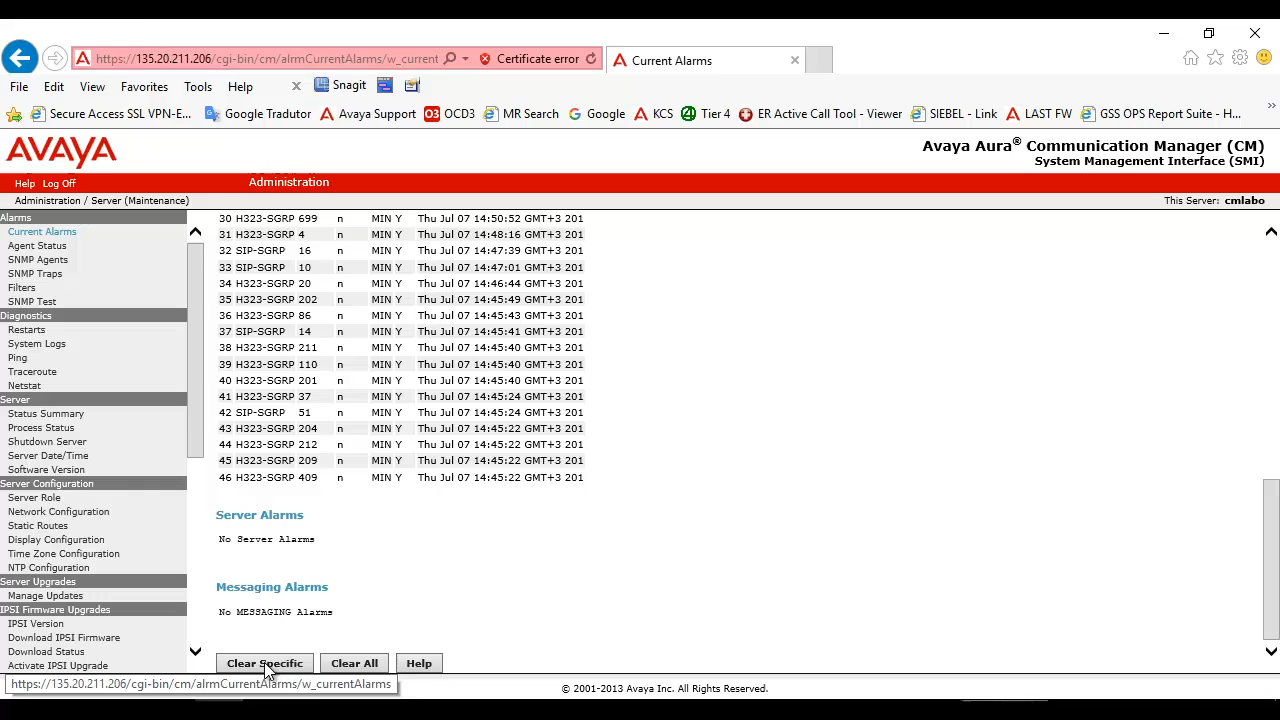 https://135.20.211.206/cgi-bin/cm/alrmCurrentAlarms/w_current
Certificate error
Current Alarms
File Edit View Favorites Tools Help
Snagit
Secure Access SSL VPN-E...
Google Tradutor
Avaya Support
O3 OCD3
MR Search
Google
KCS
4 Tier 4
ER Active Call Tool - Viewer
SIEBEL - Link
LAST FW
GSS OPS Report Suite - H...
AVAYA
Avaya Aura® Communication Manager (CM)
System Management Interface (SMI)
Help Log Off
Administration
Administration / Server (Maintenance)
This Server: cmlabo
Alarms
Current Alarms
Agent Status
SNMP Agents
SNMP Traps
Filters
SNMP Test
Diagnostics
Restarts
System Logs
Ping
Traceroute
Netstat
Server
Status Summary
Process Status
Shutdown Server
Server Date/Time
Software Version
Server Configuration
Server Role
Network Configuration
Static Routes
Display Configuration
Time Zone Configuration
NTP Configuration
Server Upgrades
Manage Updates
IPSI Firmware Upgrades
IPSI Version
Download IPSI Firmware
Download Status
Activate IPSI Upgrade
30 H323-SGRP 699 n MIN Y Thu Jul 07 14:50:52 GMT+3 201
31 H323-SGRP 4 n MIN Y Thu Jul 07 14:48:16 GMT+3 201
32 SIP-SGRP 16 n MIN Y Thu Jul 07 14:47:39 GMT+3 201
33 SIP-SGRP 10 n MIN Y Thu Jul 07 14:47:01 GMT+3 201
34 H323-SGRP 20 n MIN Y Thu Jul 07 14:46:44 GMT+3 201
35 H323-SGRP 202 n MIN Y Thu Jul 07 14:45:49 GMT+3 201
36 H323-SGRP 86 n MIN Y Thu Jul 07 14:45:43 GMT+3 201
37 SIP-SGRP 14 n MIN Y Thu Jul 07 14:45:41 GMT+3 201
38 H323-SGRP 211 n MIN Y Thu Jul 07 14:45:40 GMT+3 201
39 H323-SGRP 110 n MIN Y Thu Jul 07 14:45:40 GMT+3 201
40 H323-SGRP 201 n MIN Y Thu Jul 07 14:45:40 GMT+3 201
41 H323-SGRP 37 n MIN Y Thu Jul 07 14:45:24 GMT+3 201
42 SIP-SGRP 51 n MIN Y Thu Jul 07 14:45:24 GMT+3 201
43 H323-SGRP 204 n MIN Y Thu Jul 07 14:45:22 GMT+3 201
44 H323-SGRP 212 n MIN Y Thu Jul 07 14:45:22 GMT+3 201
45 H323-SGRP 209 n MIN Y Thu Jul 07 14:45:22 GMT+3 201
46 H323-SGRP 409 n MIN Y Thu Jul 07 14:45:22 GMT+3 201
Server Alarms
No Server Alarms
Messaging Alarms
No MESSAGING Alarms
Clear Specific
Clear All
Help
https://135.20.211.206/cgi-bin/cm/alrmCurrentAlarms/w_currentAlarms
© 2001-2013 Avaya Inc. All Rights Reserved.